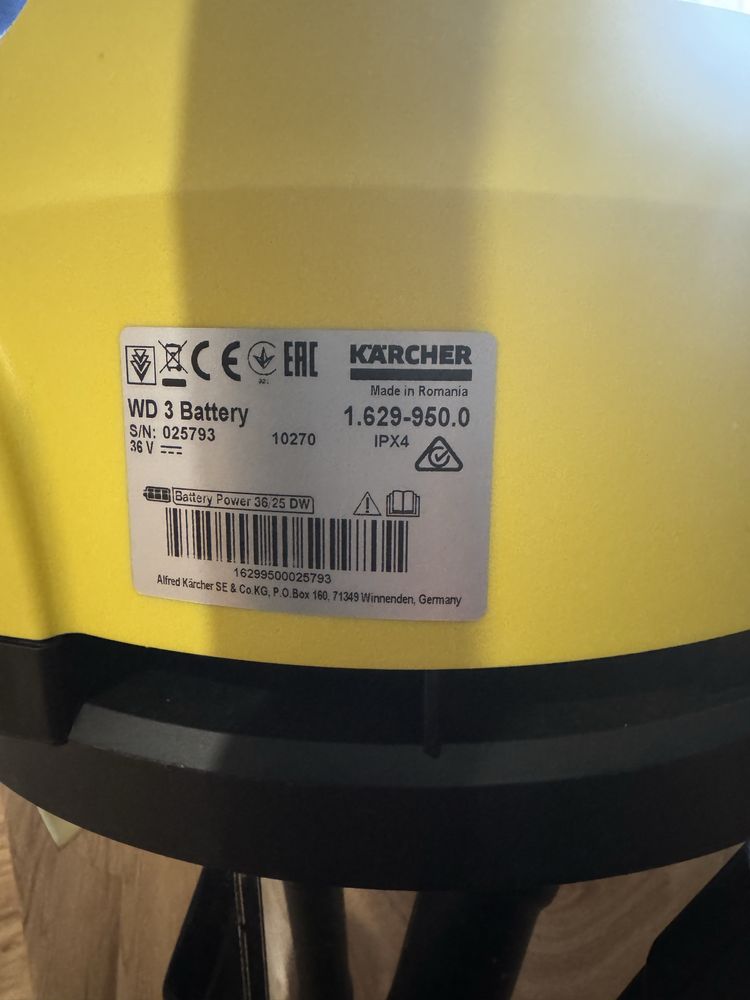 CE
EAC
KÄRCHER
Made in Romania
WD 3 Battery
1.629-950.0
S/N: 025793
10270
IPX4
36 V
Battery Power 36/25 DW
16299500025793
Alfred Kärcher SE & Co.KG, P.O.Box 160, 71349 Winnenden, Germany